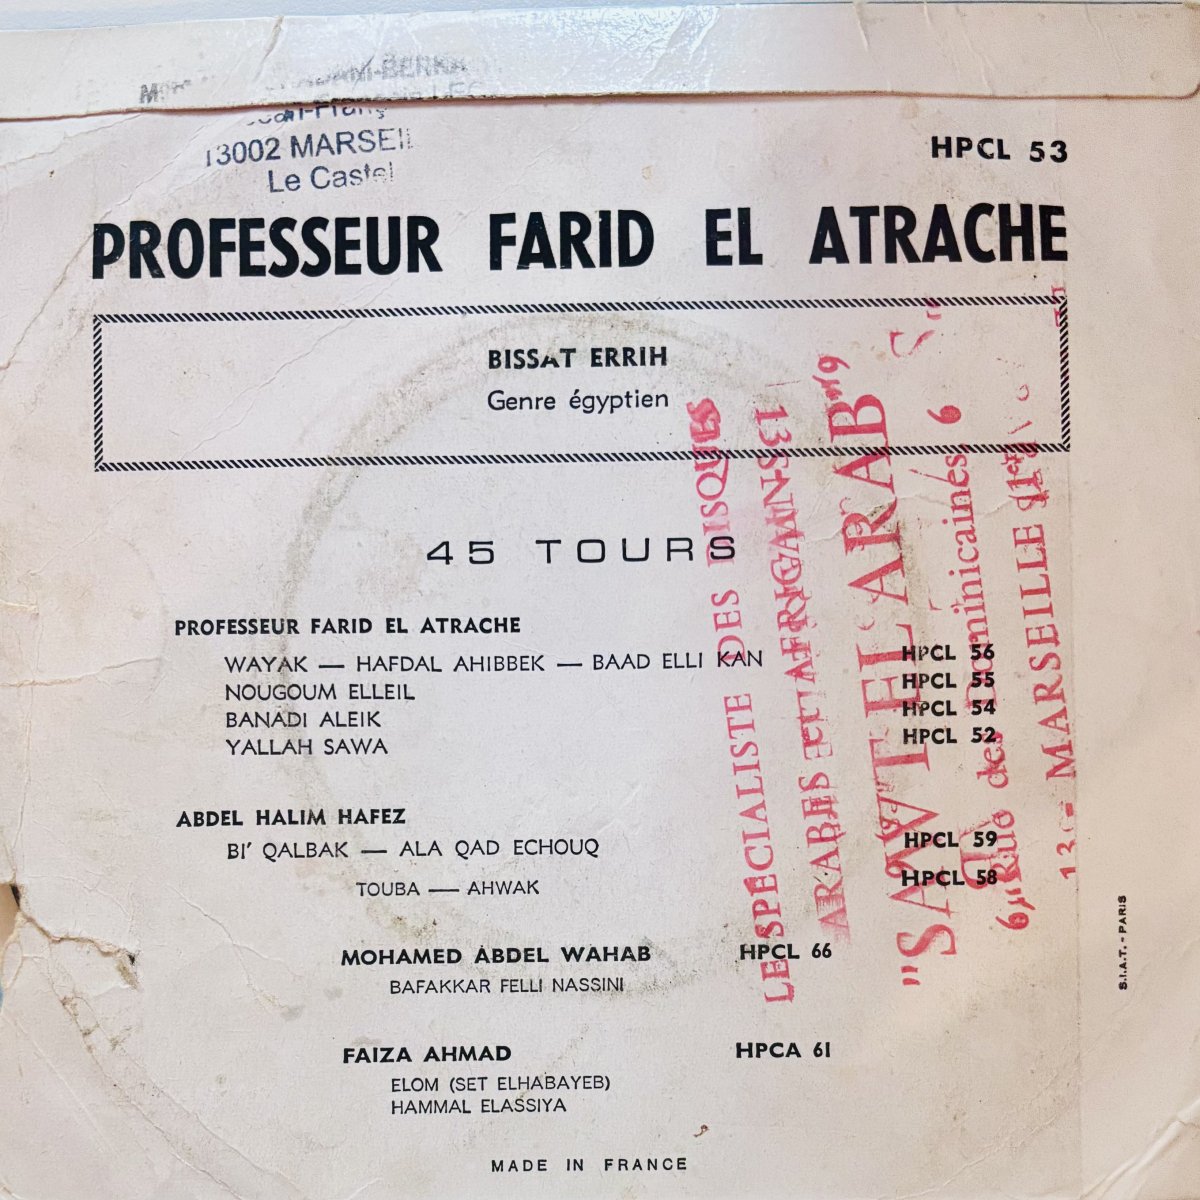 13002 MARSEIL
Le Castel
HPCL 53
PROFESSEUR FARID EL ATRACHE
BISSAT ERRIH
Genre égyptien
45 TOURS
PROFESSEUR FARID EL ATRACHE
WAYAK — HAFDAL AHIBBEK — BAAD ELLI KAN HPCL 56
NOUGOUM ELLEIL HPCL 55
BANADI ALEIK HPCL 54
YALLAH SAWA HPCL 52
ABDEL HALIM HAFEZ
BI' QALBAK — ALA QAD ECHOUQ HPCL 59
TOUBA — AHWAK HPCL 58
MOHAMED ABDEL WAHAB HPCL 66
BAFAKKAR FELLI NASSINI
FAIZA AHMAD HPCA 61
ELOM (SET ELHABAYEB)
HAMMAL ELASSIYA
MADE IN FRANCE
S.I.A.T. - PARIS
LE SPECIALISTE DES DISQUES
ARABES ET AFRICAINS
"SAWT EL ARAB"
6, Rue des Dominicaines 6
MARSEILLE